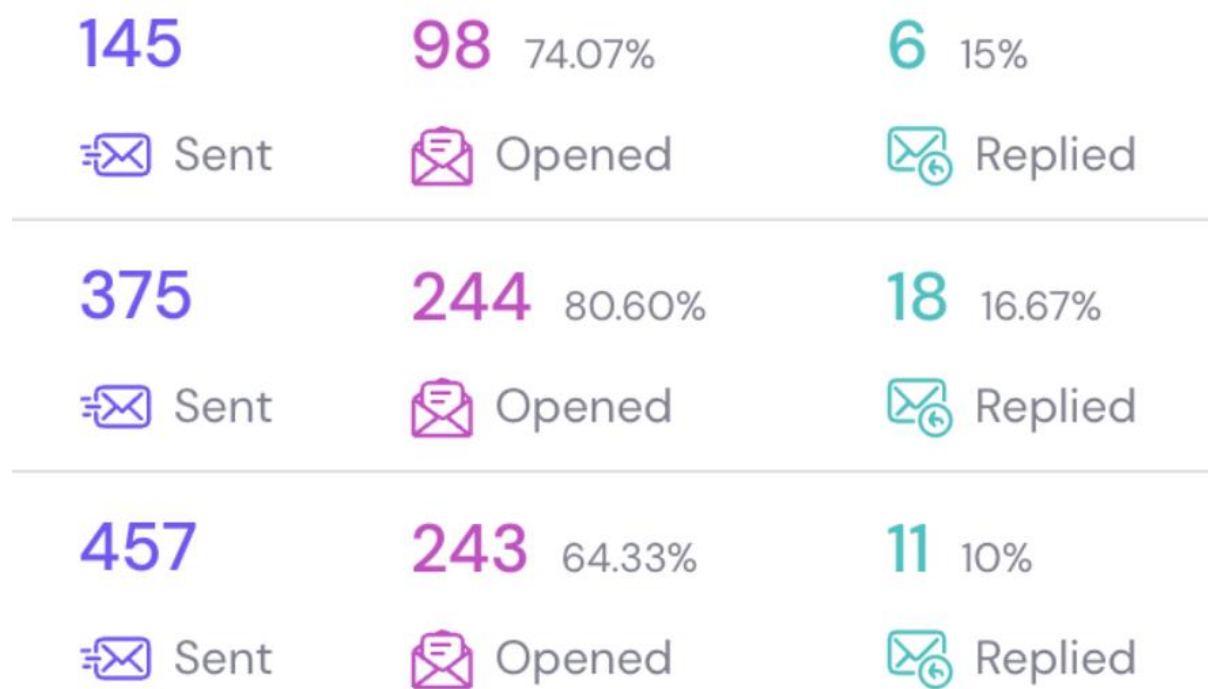 145 98 74.07% 6 15%
Sent Opened Replied
375 244 80.60% 18 16.67%
Sent Opened Replied
457 243 64.33% 11 10%
Sent Opened Replied